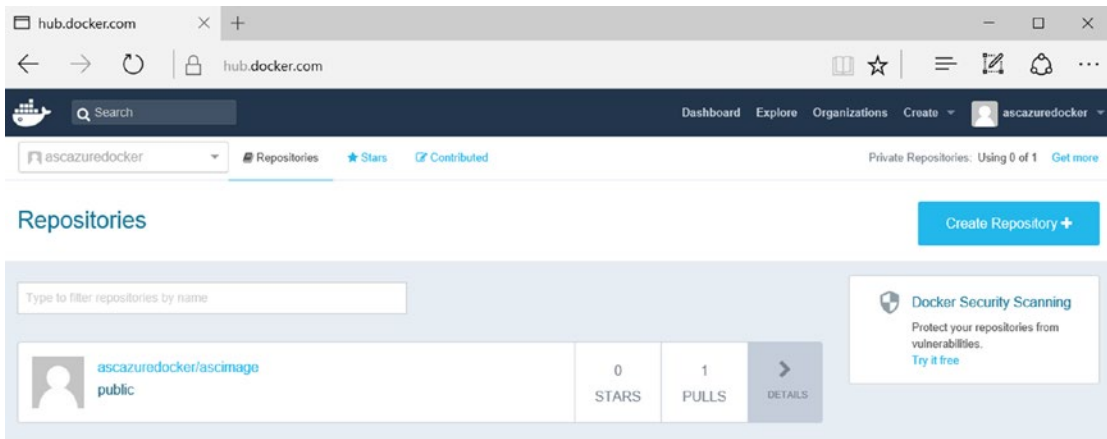 hub.docker.com
hub.docker.com
Search
Dashboard Explore Organizations Create ascazuredocker
ascazuredocker Repositories Stars Contributed Private Repositories: Using 0 of 1 Get more
Repositories
Create Repository +
Type to filter repositories by name
Docker Security Scanning
Protect your repositories from
vulnerabilities.
Try it free
ascazuredocker/ascimage
public
0
STARS
1
PULLS
DETAILS